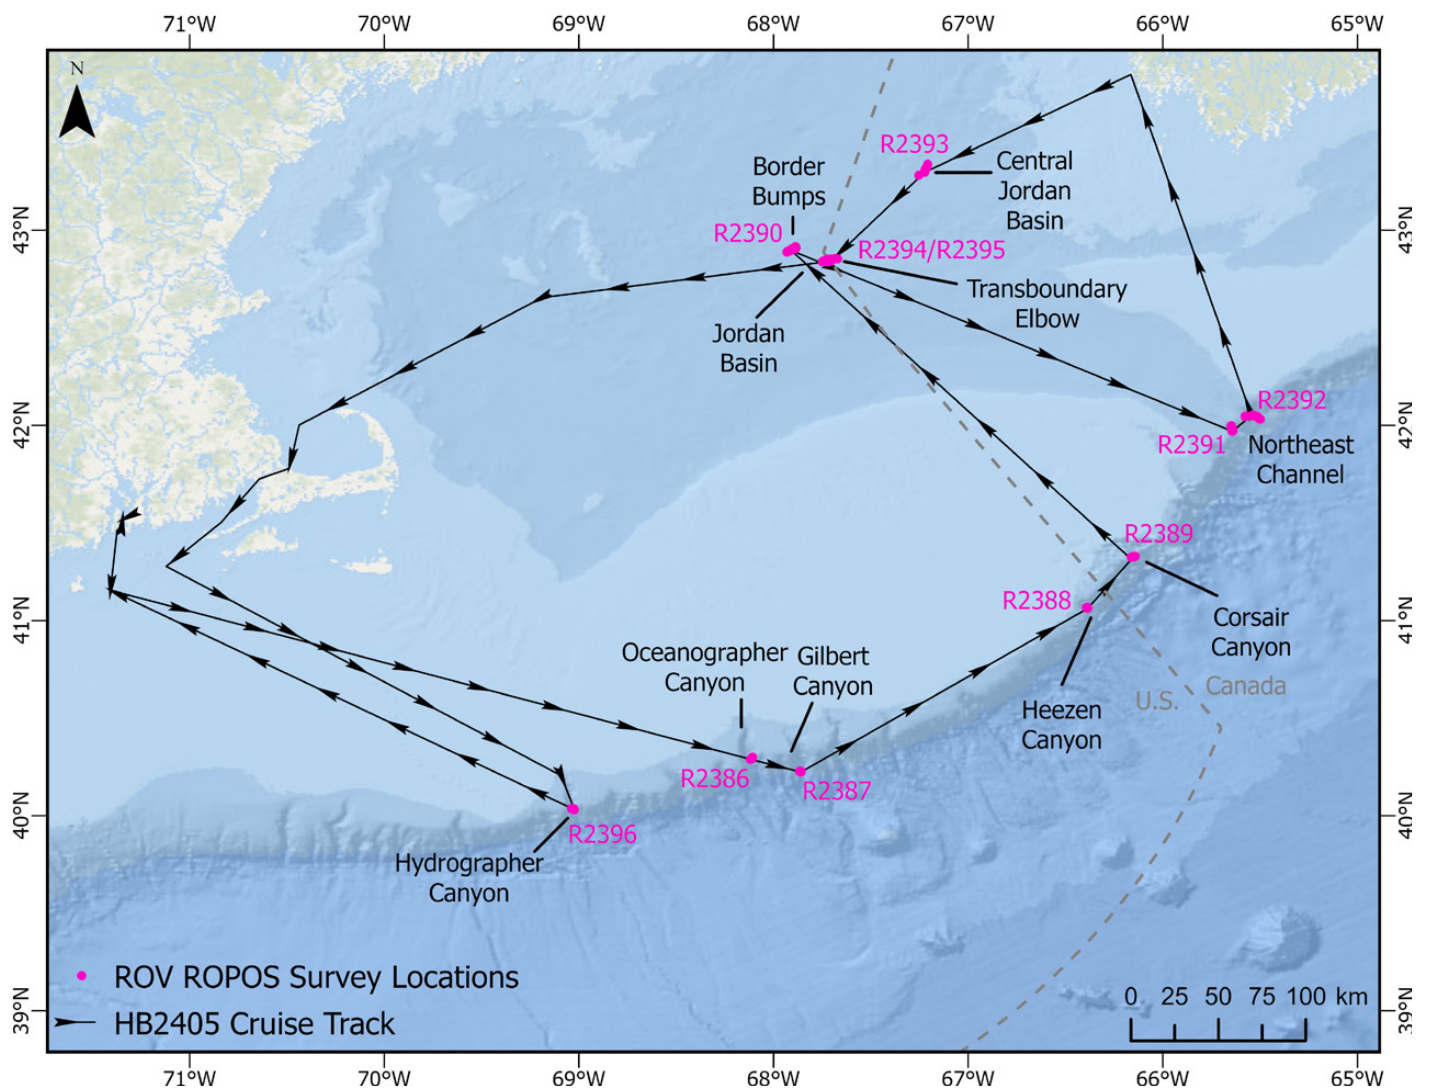 71°W 70°W 69°W 68°W 67°W 66°W 65°W
N
R2393
Border
Bumps
Central
Jordan
Basin
43°N
43°N
R2390
R2394/R2395
Transboundary
Elbow
Jordan
Basin
R2392
42°N
42°N
R2391
Northeast
Channel
R2389
R2388
41°N
41°N
Corsair
Canyon
Oceanographer
Canyon
Gilbert
Canyon
U.S.
Canada
Heezen
Canyon
R2386
R2387
40°N
40°N
R2396
Hydrographer
Canyon
ROV ROPOS Survey Locations
HB2405 Cruise Track
0 25 50 75 100 km
39°N
39°N
71°W 70°W 69°W 68°W 67°W 66°W 65°W